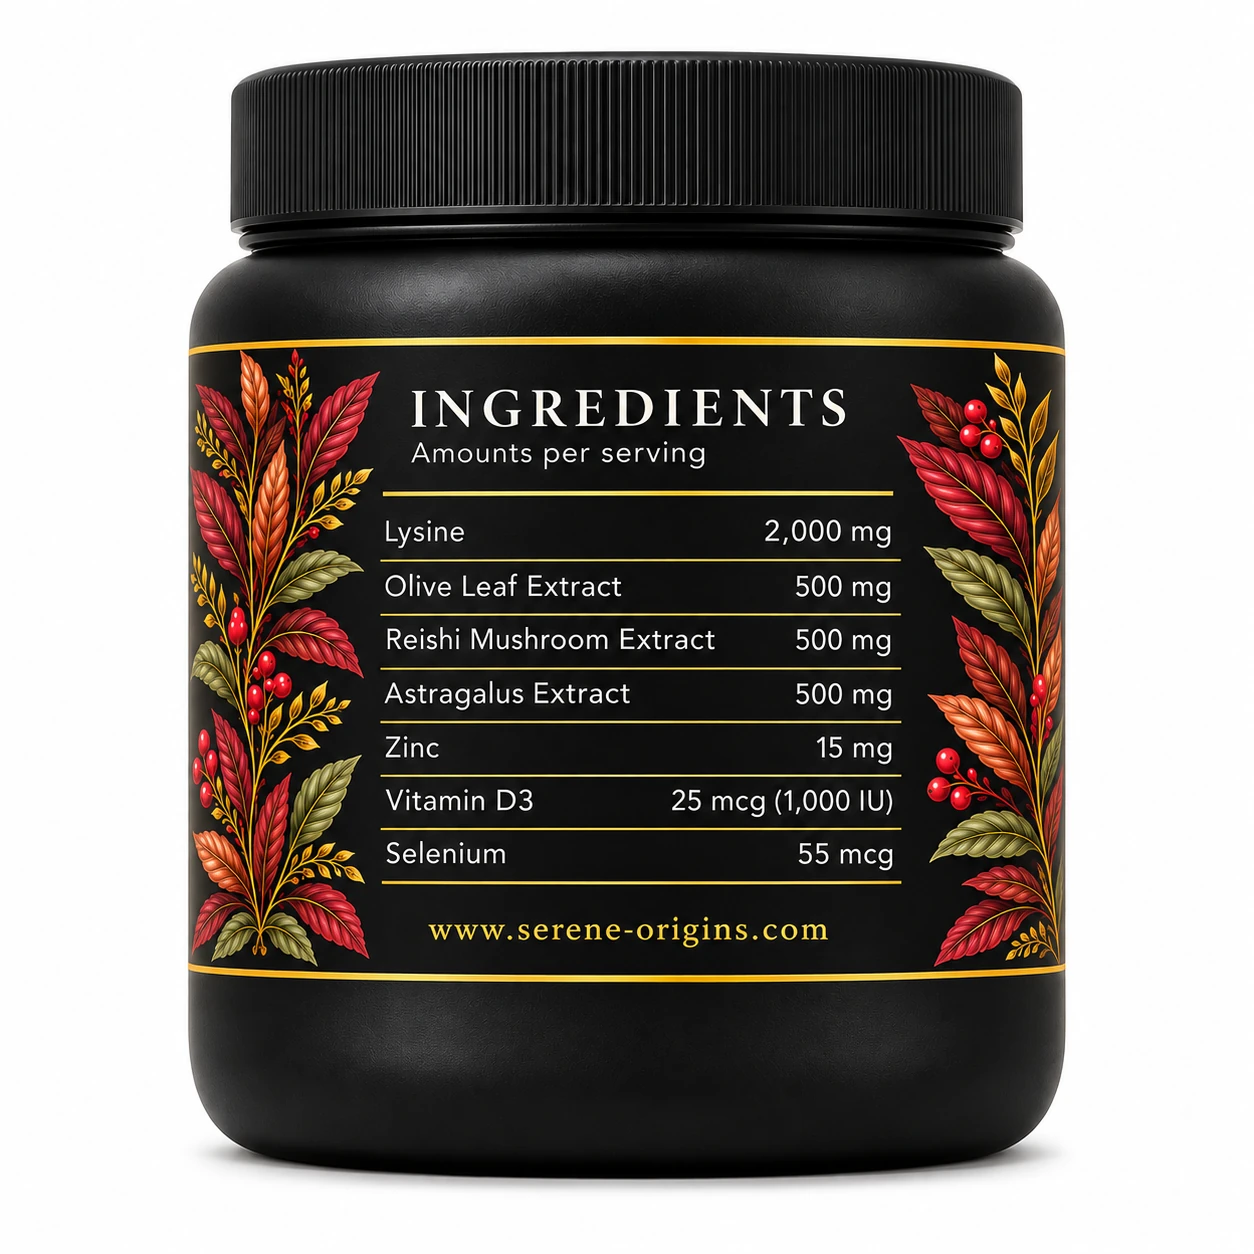 INGREDIENTS
Amounts per serving
Lysine 2,000 mg
Olive Leaf Extract 500 mg
Reishi Mushroom Extract 500 mg
Astragalus Extract 500 mg
Zinc 15 mg
Vitamin D3 25 mcg (1,000 IU)
Selenium 55 mcg
www.serene-origins.com